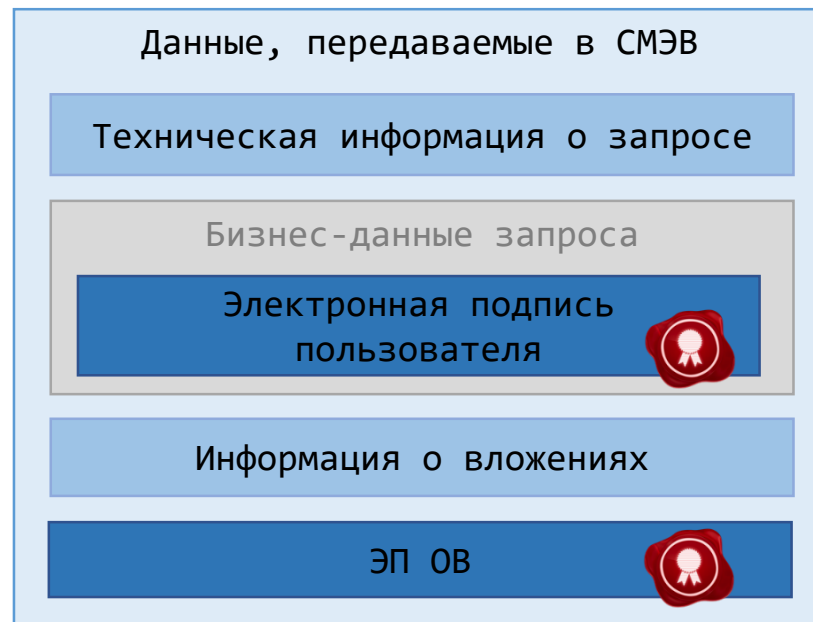 Данные, передаваемые в СМЭВ
Техническая информация о запросе
Бизнес-данные запроса
Электронная подпись
пользователя
Информация о вложениях
ЭП ОВ